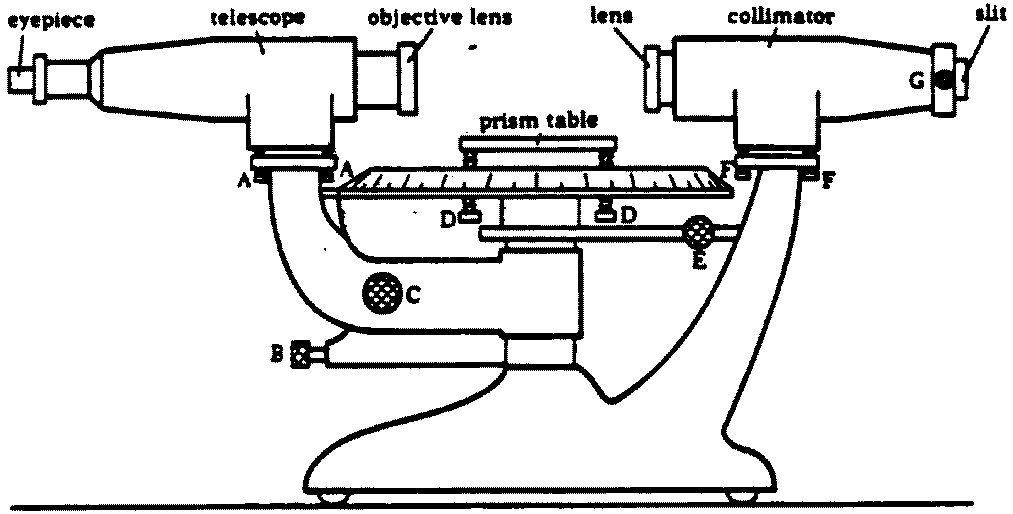 eyepiece
telescope
objective lens
lens
collimator
slit
G
prism table
A
A
F
F
D
D
E
C
B